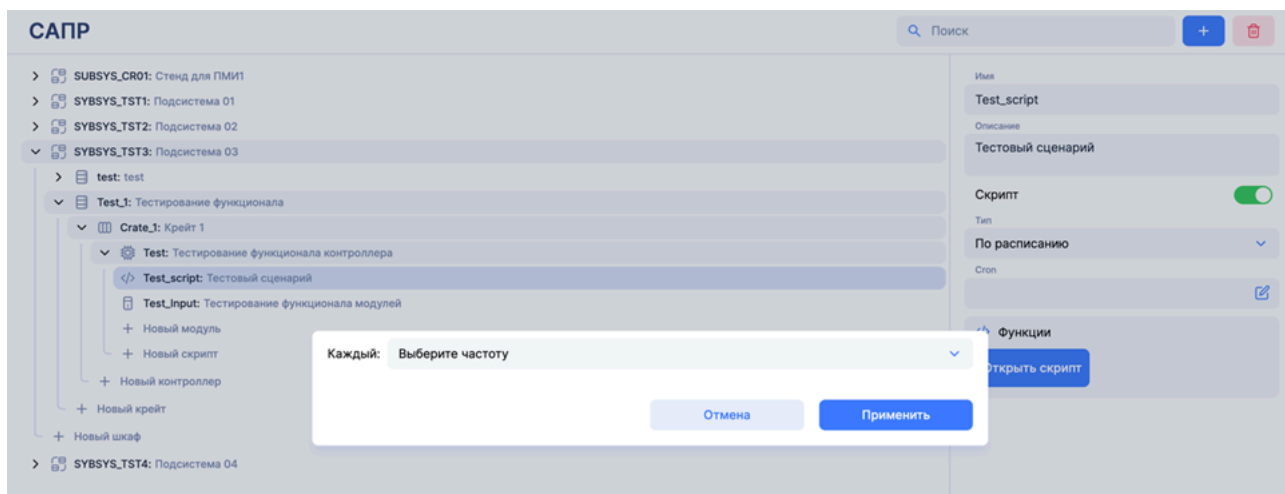 САПР
Поиск
+
SUBSYS_CR01: Стенд для ПМИ1
SYBSYS_TST1: Подсистема 01
SYBSYS_TST2: Подсистема 02
SYBSYS_TST3: Подсистема 03
test: test
Test_1: Тестирование функционала
Crate_1: Крейт 1
Test: Тестирование функционала контроллера
</> Test_script: Тестовый сценарий
Test_Input: Тестирование функционала модулей
+ Новый модуль
+ Новый скрипт
+ Новый контроллер
+ Новый крейт
+ Новый шкаф
SYBSYS_TST4: Подсистема 04
Каждый: Выберите частоту
Отмена
Применить
Имя
Test_script
Описание
Тестовый сценарий
Скрипт
Тип
По расписанию
Cron
Функции
скрипт